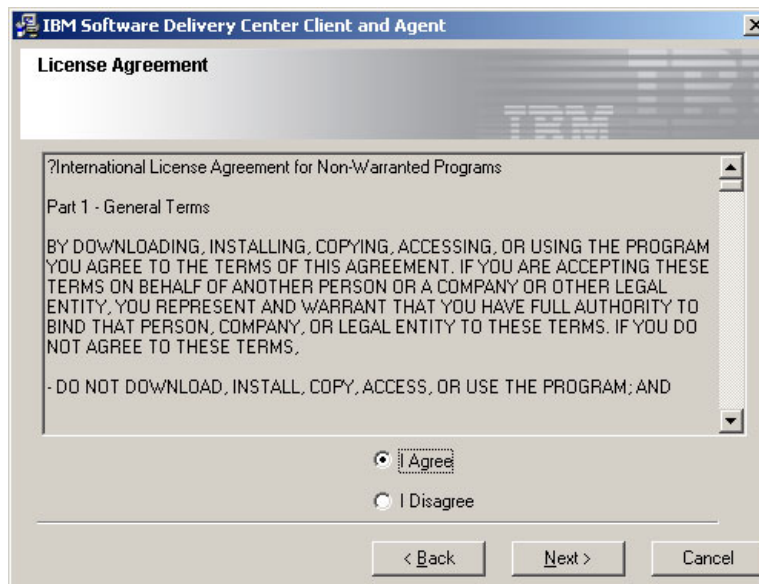 IBM Software Delivery Center Client and Agent
License Agreement
IBM
?International License Agreement for Non-Warranted Programs
Part 1 - General Terms
BY DOWNLOADING, INSTALLING, COPYING, ACCESSING, OR USING THE PROGRAM
YOU AGREE TO THE TERMS OF THIS AGREEMENT. IF YOU ARE ACCEPTING THESE
TERMS ON BEHALF OF ANOTHER PERSON OR A COMPANY OR OTHER LEGAL
ENTITY, YOU REPRESENT AND WARRANT THAT YOU HAVE FULL AUTHORITY TO
BIND THAT PERSON, COMPANY, OR LEGAL ENTITY TO THESE TERMS. IF YOU DO
NOT AGREE TO THESE TERMS,
- DO NOT DOWNLOAD, INSTALL, COPY, ACCESS, OR USE THE PROGRAM; AND
I Agree
I Disagree
< Back Next > Cancel